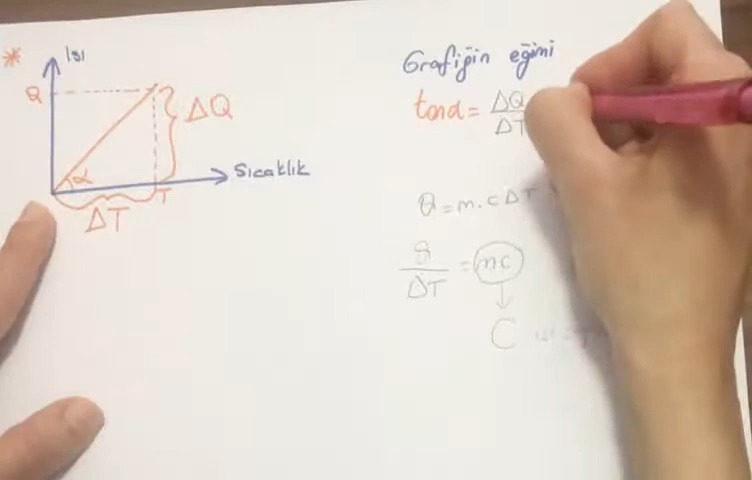 *
Isı
Q
ΔQ
α
Sıcaklık
T
ΔT
Grafiğin eğimi
tanα = ΔQ
ΔT
Q = m.c ΔT
Q
ΔT
= mc
C